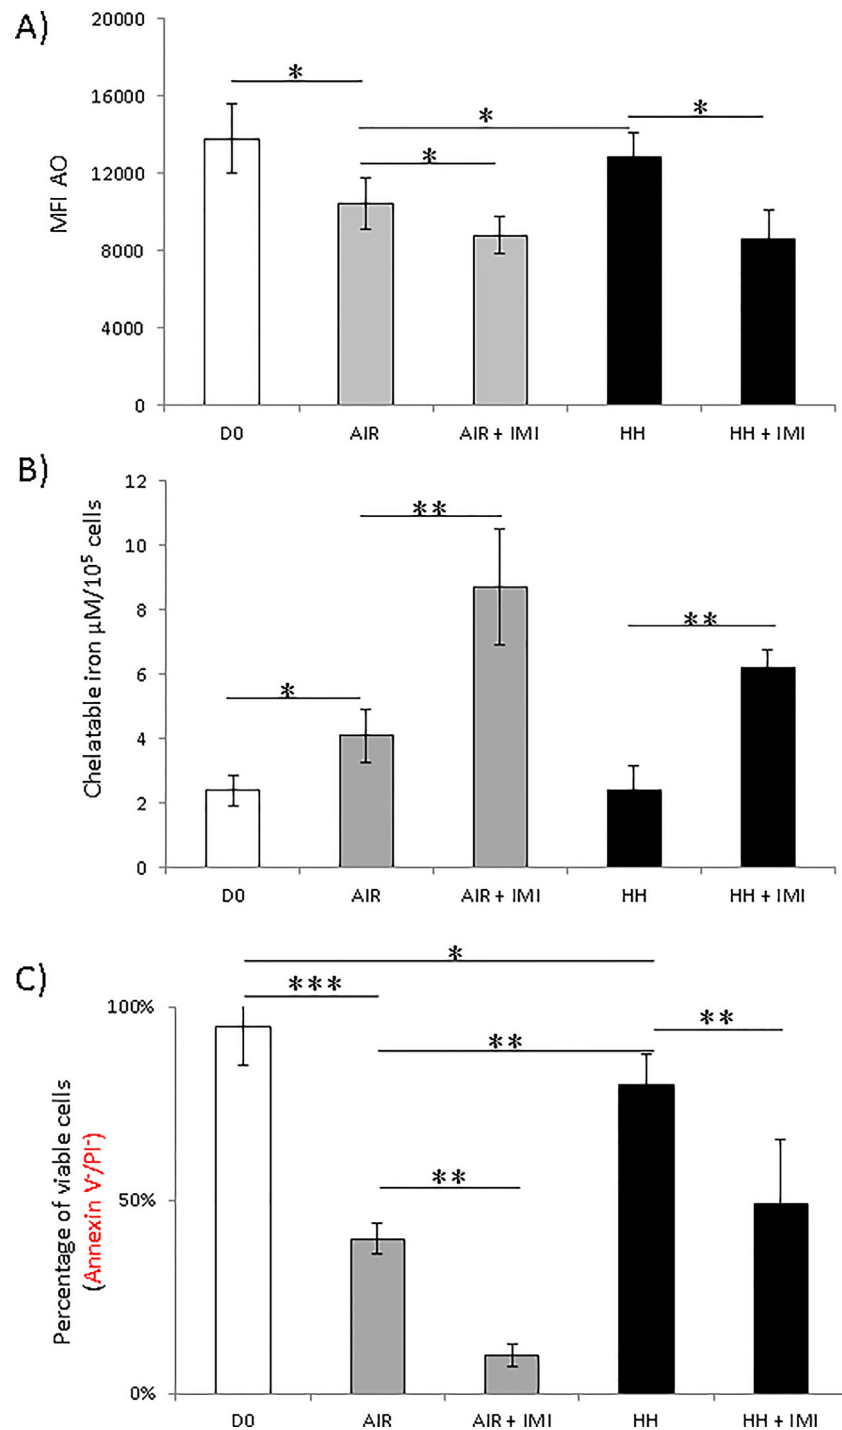 A)
20000
*
16000
*
*
*
12000
MFI AO
8000
4000
0
D0 AIR AIR + IMI HH HH + IMI
B)
12
**
10
Chelatable iron µM/10⁵ cells
8
**
6
*
4
2
0
D0 AIR AIR + IMI HH HH + IMI
*
C)
***
100%
**
**
Percentage of viable cells
(Annexin V⁻/PI⁻)
50%
**
0%
D0 AIR AIR + IMI HH HH + IMI